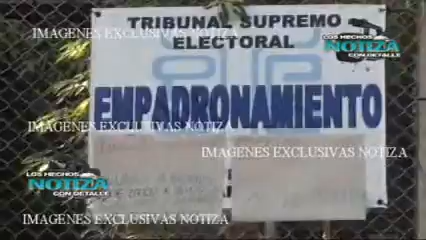 TRIBUNAL SUPREMO
ELECTORAL
IMAGENES EXCLUSIVAS NOTIZA
LOS HECHOS
NOTIZA
CON DETALLE
EMPADRONAMIENTO
IMAGENES EXCLUSIVAS NOTIZA
IMAGENES EXCLUSIVAS NOTIZA
LOS HECHOS
NOTIZA
CON DETALLE
IMAGENES EXCLUSIVAS NOTIZA